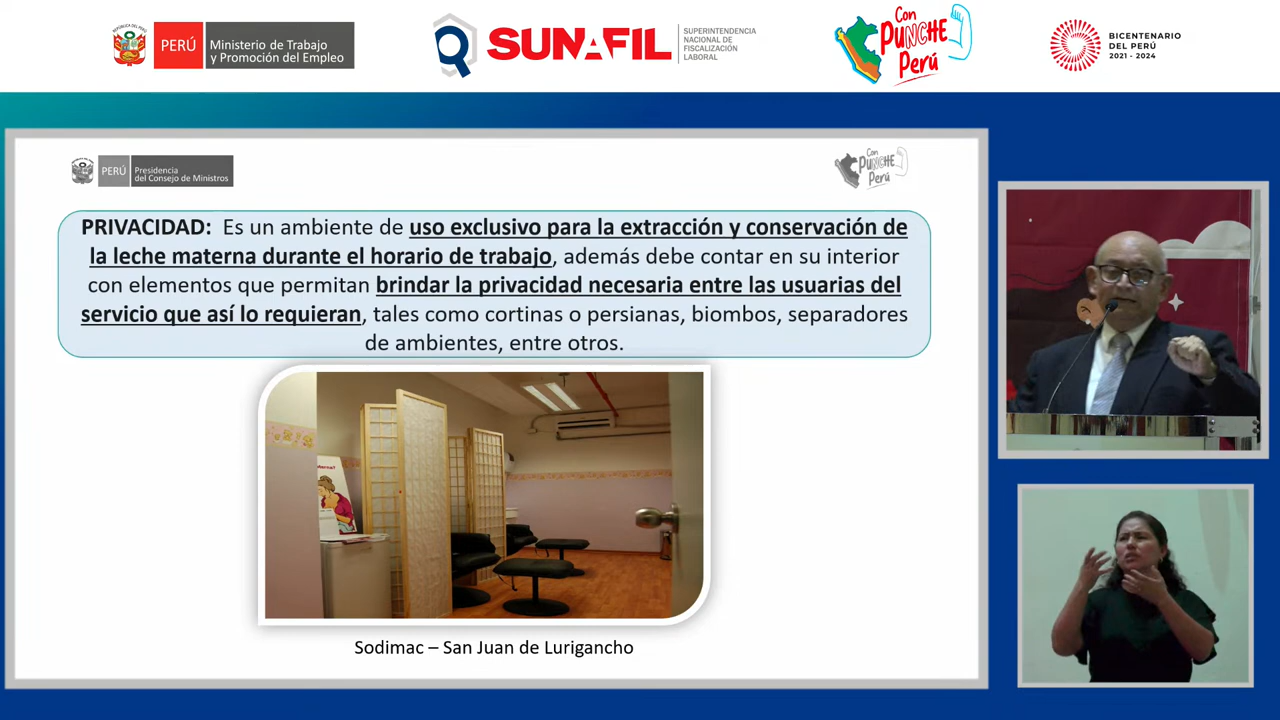 PERÚ
Ministerio de Trabajo
y Promoción del Empleo
SUNAFIL
SUPERINTENDENCIA
NACIONAL DE
FISCALIZACIÓN
LABORAL
Con
PUNCHE
Perú
BICENTENARIO
DEL PERÚ
2021 - 2024
PERÚ
Presidencia
del Consejo de Ministros
Con
PUNCHE
Perú
PRIVACIDAD: Es un ambiente de uso exclusivo para la extracción y conservación de
la leche materna durante el horario de trabajo, además debe contar en su interior
con elementos que permitan brindar la privacidad necesaria entre las usuarias del
servicio que así lo requieran, tales como cortinas o persianas, biombos, separadores
de ambientes, entre otros.
Sodimac – San Juan de Lurigancho